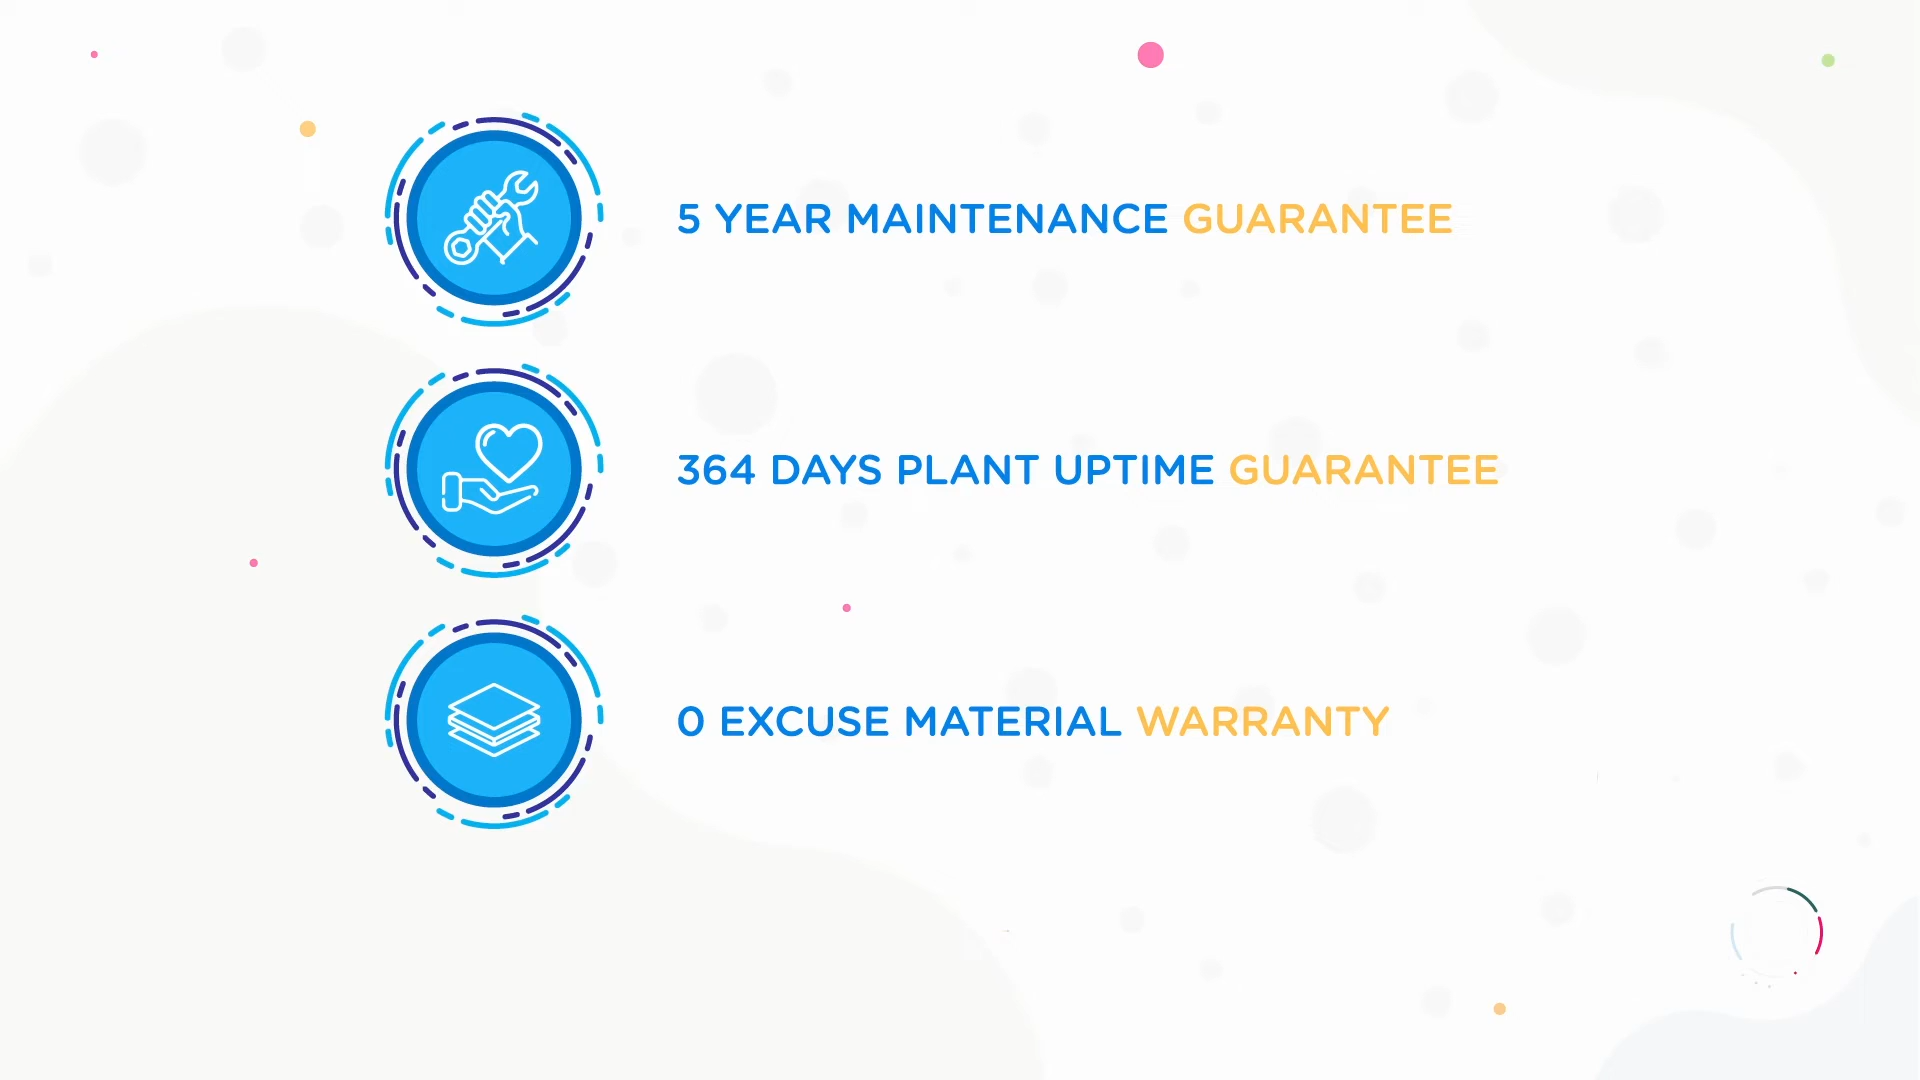 5 YEAR MAINTENANCE GUARANTEE
364 DAYS PLANT UPTIME GUARANTEE
0 EXCUSE MATERIAL WARRANTY